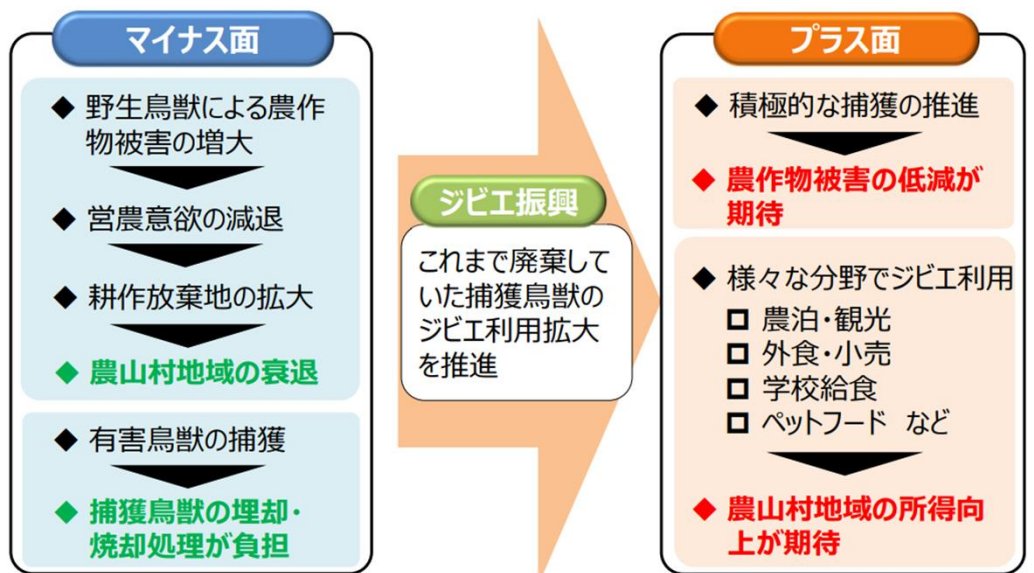 マイナス面
◆ 野生鳥獣による農作
物被害の増大
◆ 営農意欲の減退
◆ 耕作放棄地の拡大
◆ 農山村地域の衰退
◆ 有害鳥獣の捕獲
◆ 捕獲鳥獣の埋却・
焼却処理が負担
ジビエ振興
これまで廃棄して
いた捕獲鳥獣の
ジビエ利用拡大
を推進
プラス面
◆ 積極的な捕獲の推進
◆ 農作物被害の低減が
期待
◆ 様々な分野でジビエ利用
□ 農泊・観光
□ 外食・小売
□ 学校給食
□ ペットフード など
◆ 農山村地域の所得向
上が期待